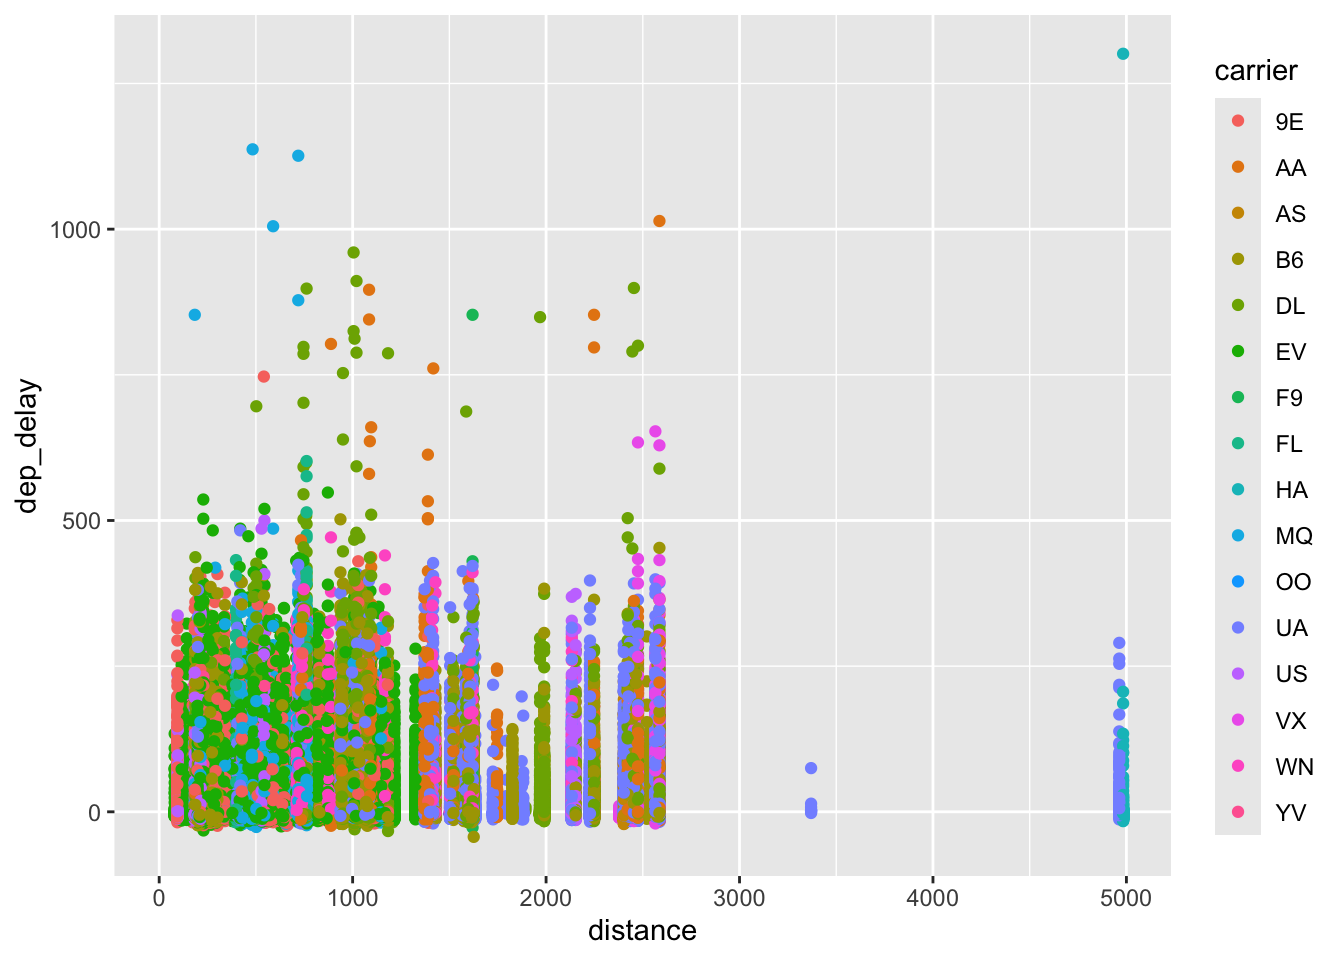 carrier
9E
AA
AS
B6
DL
EV
F9
FL
HA
MQ
OO
UA
US
VX
WN
YV
dep_delay
1000
500
0
0 1000 2000 3000 4000 5000
distance